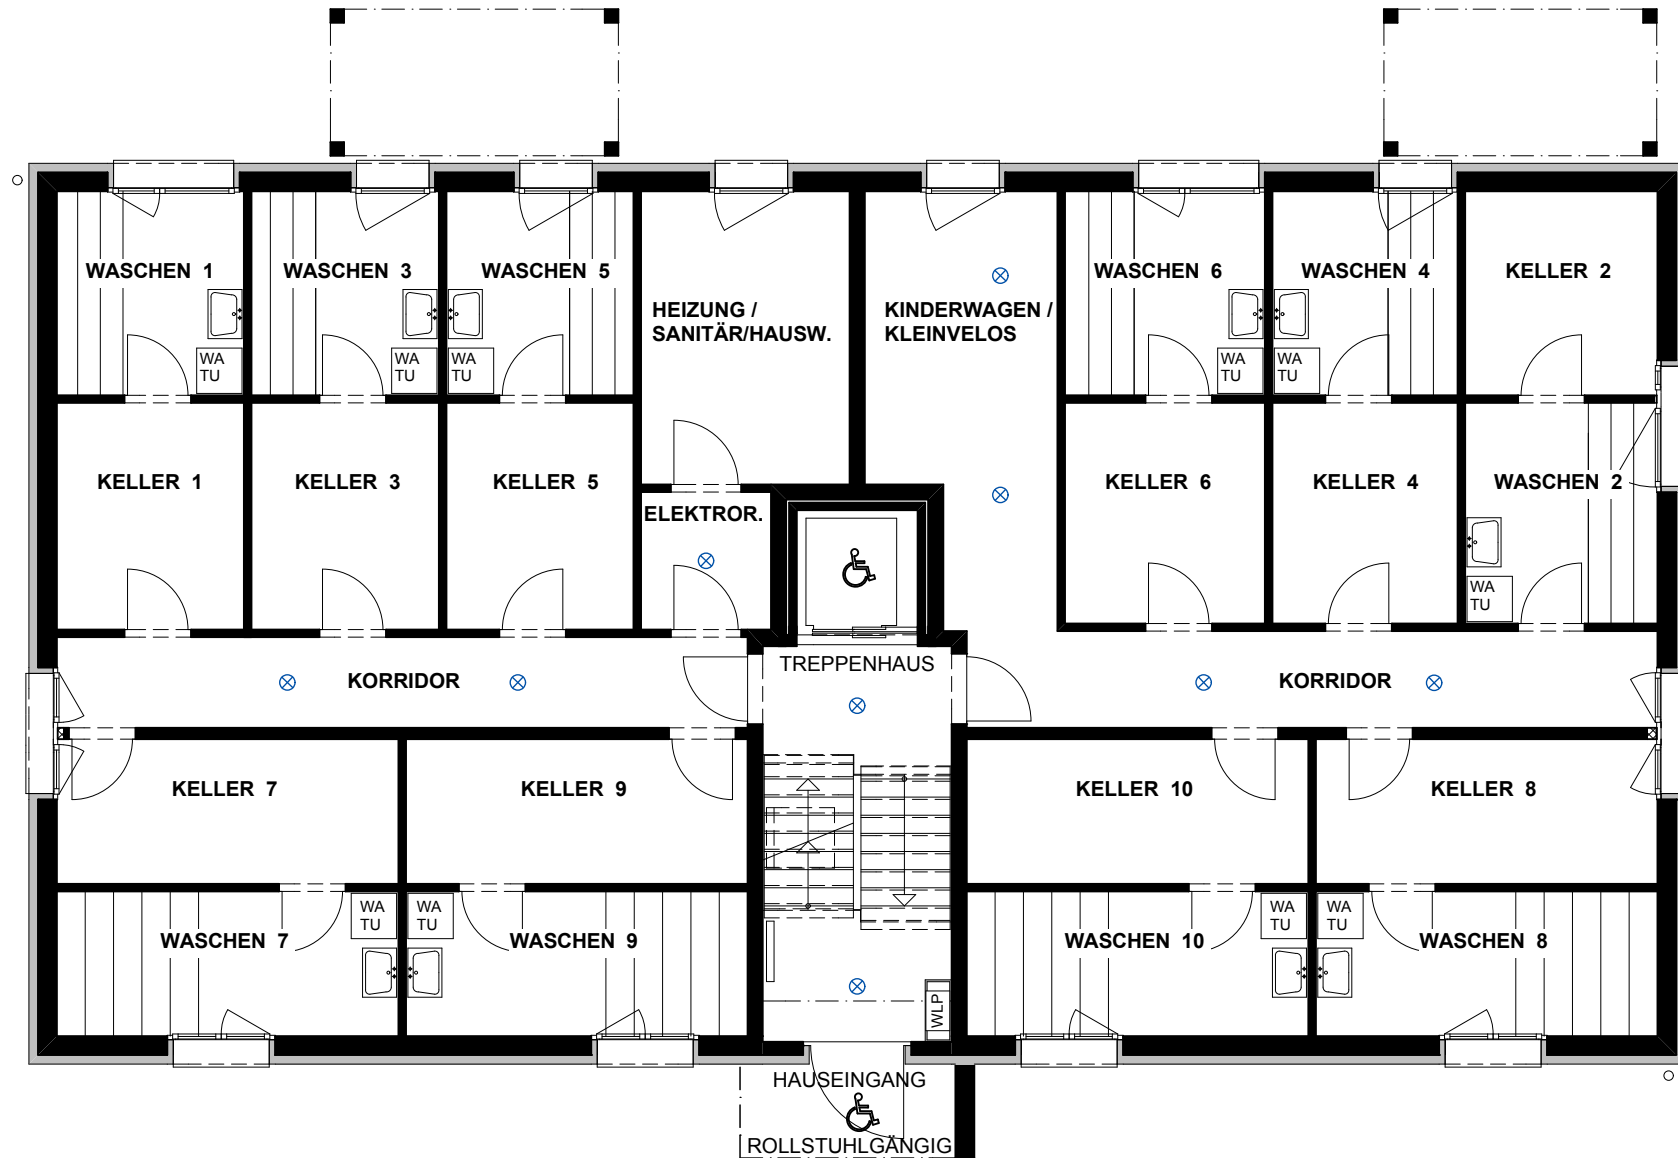 WASCHEN 1
WASCHEN 3
WASCHEN 5
WASCHEN 6
WASCHEN 4
KELLER 2
HEIZUNG /
SANITÄR/HAUSW.
KINDERWAGEN /
KLEINVELOS
WA
TU
WA
TU
WA
TU
WA
TU
WA
TU
KELLER 1
KELLER 3
KELLER 5
KELLER 6
KELLER 4
WASCHEN 2
ELEKTROR.
WA
TU
TREPPENHAUS
KORRIDOR
KORRIDOR
KELLER 7
KELLER 9
KELLER 10
KELLER 8
WA
TU
WA
TU
WA
TU
WA
TU
WASCHEN 7
WASCHEN 9
WASCHEN 10
WASCHEN 8
WLP
HAUSEINGANG
ROLLSTUHLGÄNGIG